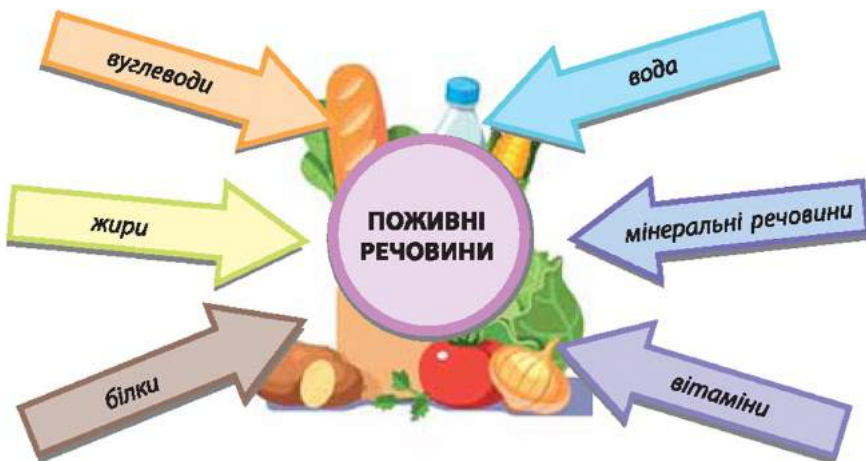 вуглеводи
вода
жири
ПОЖИВНІ
РЕЧОВИНИ
мінеральні речовини
білки
вітаміни